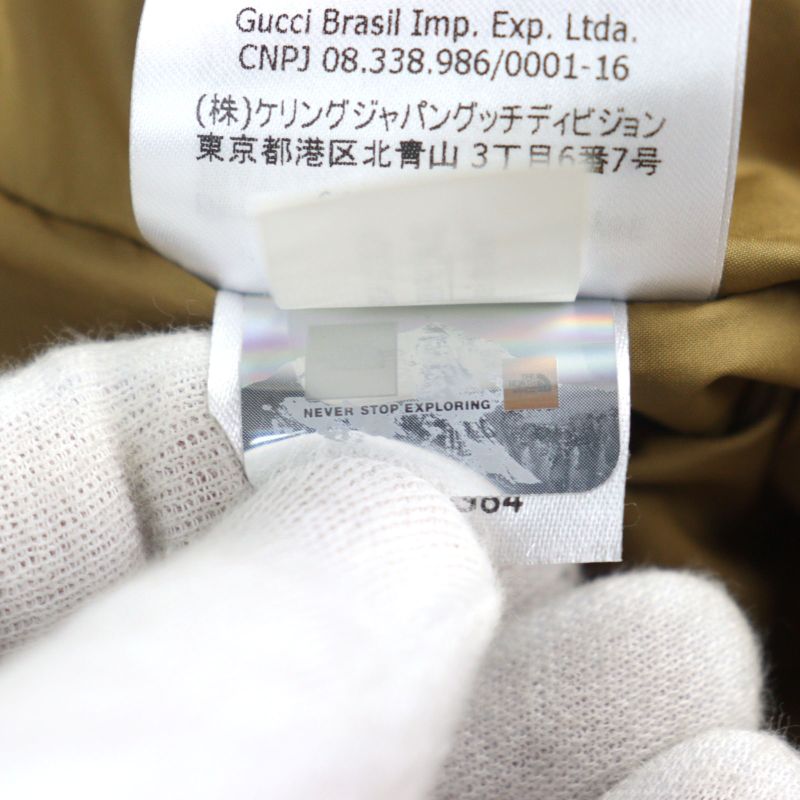 Gucci Brasil Imp. Exp. Ltda.
CNPJ 08.338.986/0001-16
(株)ケリングジャパングッチディビジョン
東京都港区北青山 3丁目6番7号
NEVER STOP EXPLORING